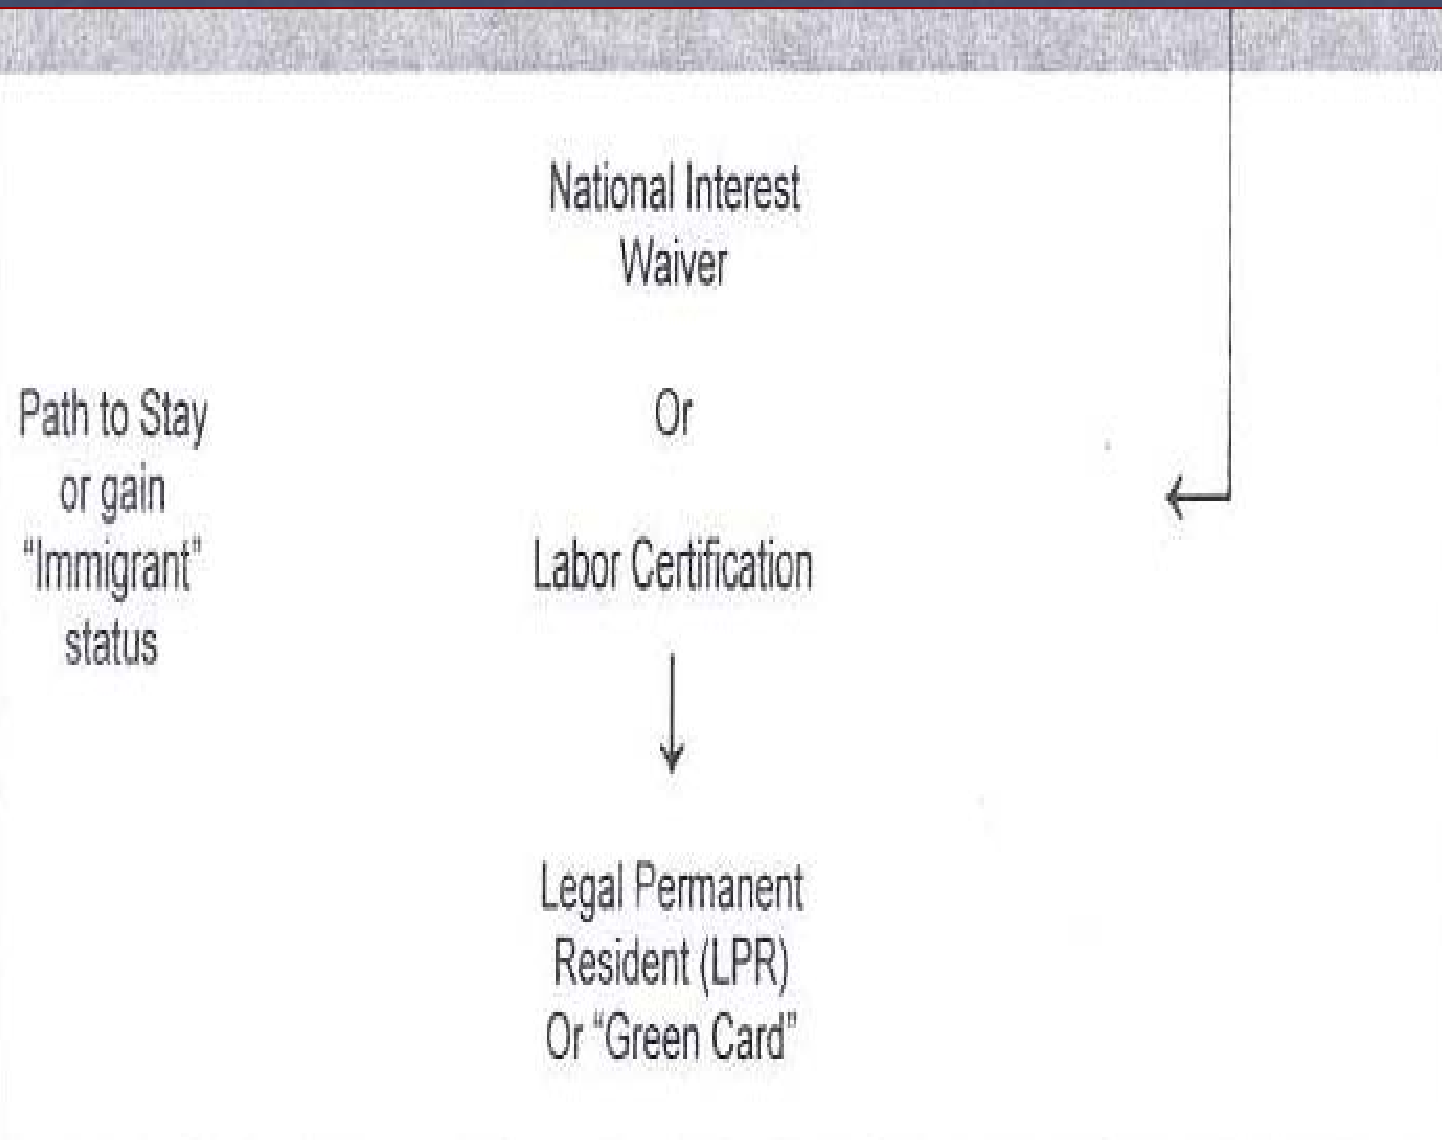 National Interest
Waiver
Path to Stay
or gain
“Immigrant”
status
Or
Labor Certification
Legal Permanent
Resident (LPR)
Or “Green Card”